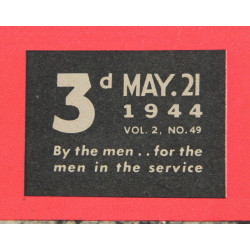 3d MAY. 21
1944
VOL. 2, NO. 49
By the men . . for the
men in the service